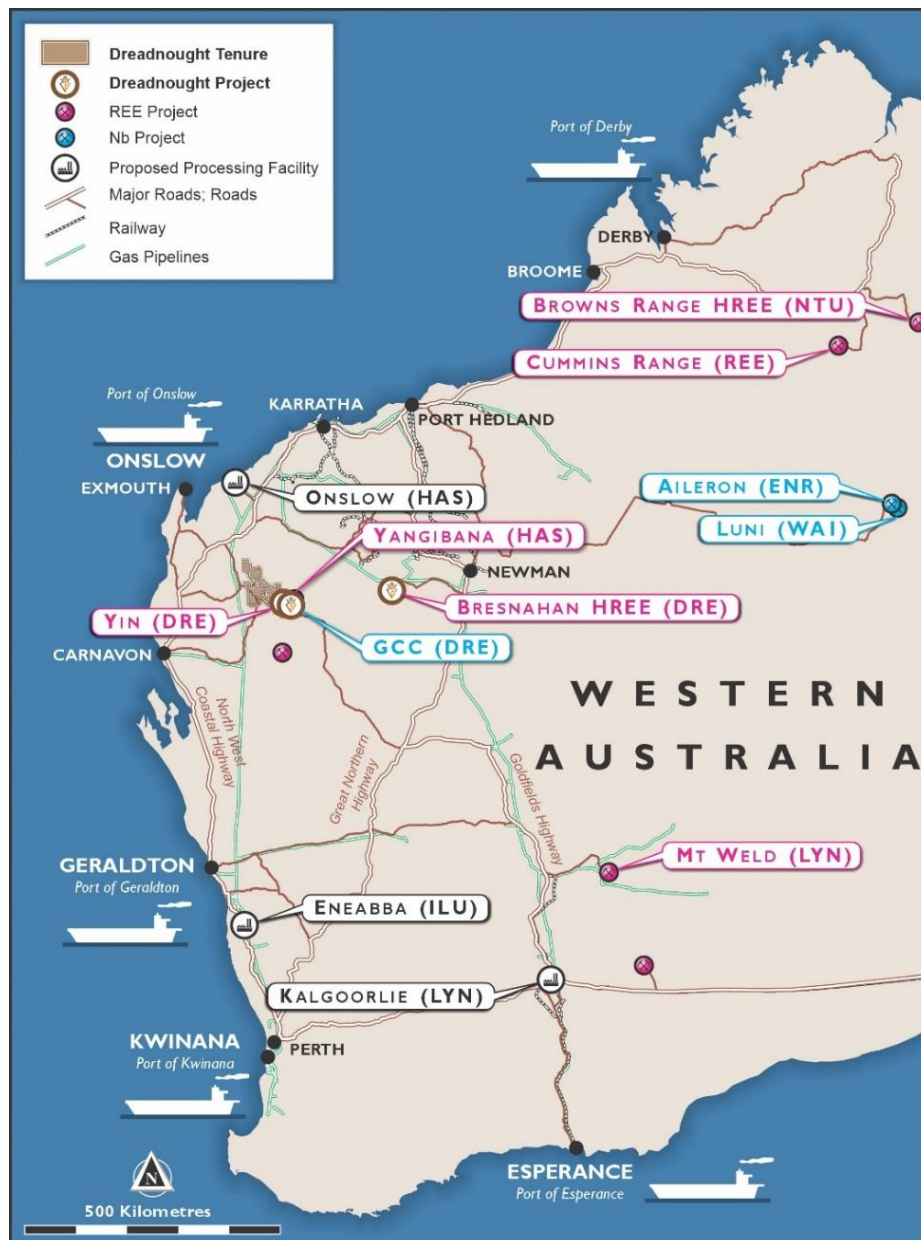 Dreadnought Tenure
Dreadnought Project
REE Project
Nb Project
Proposed Processing Facility
Major Roads; Roads
Railway
Gas Pipelines
Port of Derby
DERBY
BROOME
BROWNS RANGE HREE (NTU)
CUMMINS RANGE (REE)
Port of Onslow
KARRATHA
PORT HEDLAND
ONSLOW
EXMOUTH
ONSLOW (HAS)
AILERON (ENR)
LUNI (WAI)
YANGIBANA (HAS)
NEWMAN
BRESNAHAN HREE (DRE)
YIN (DRE)
GCC (DRE)
CARNAVON
WESTERN
AUSTRALIA
North West
Coastal Highway
Great Northern
Highway
Goldfields Highway
GERALDTON
Port of Geraldton
MT WELD (LYN)
ENEABBA (ILU)
KALGOORLIE (LYN)
KWINANA
Port of Kwinana
PERTH
ESPERANCE
Port of Esperance
N
500 Kilometres